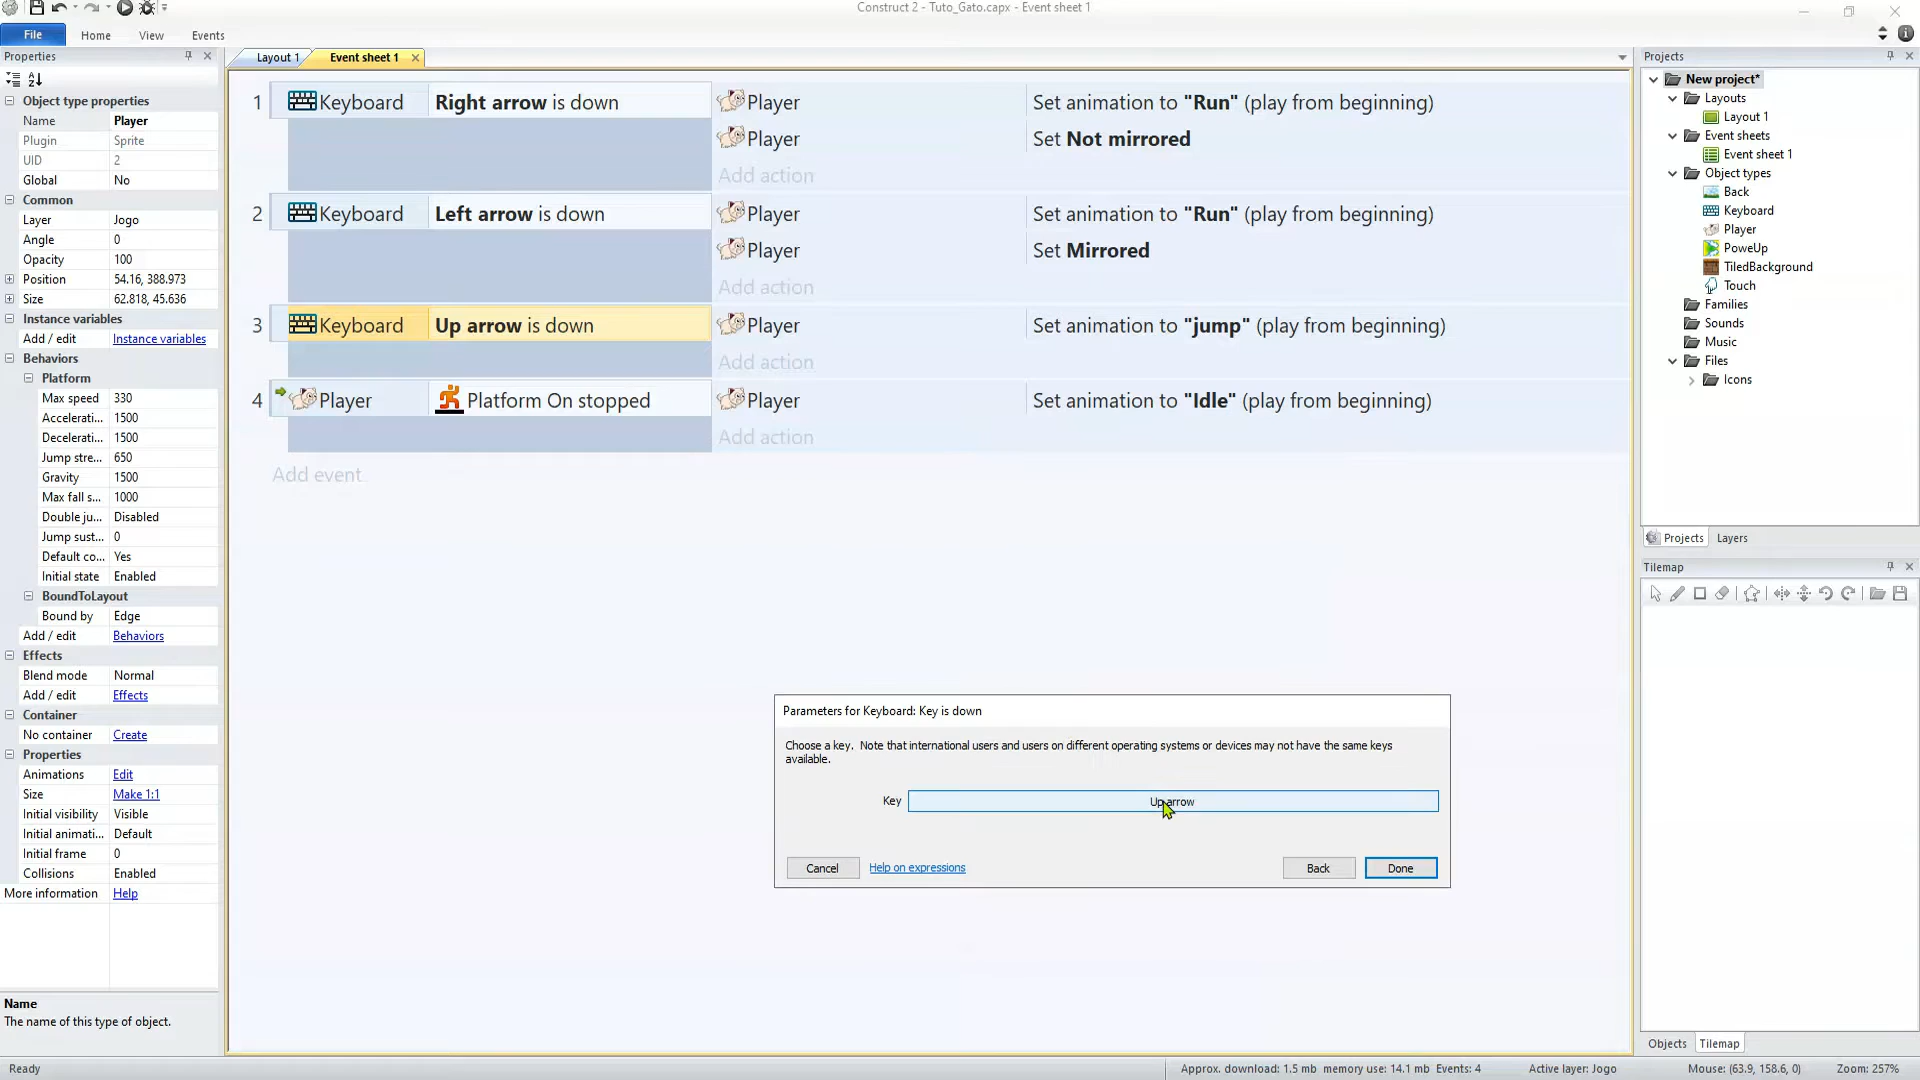 Construct 2 - Tuto_Gato.capx - Event sheet 1
File Home View Events
Properties
Layout 1 Event sheet 1
Projects
Object type properties
Name Player
Plugin Sprite
UID 2
Global No
Common
Layer Jogo
Angle 0
Opacity 100
Position 54.16, 388.973
Size 62.818, 45.636
Instance variables
Add / edit Instance variables
Behaviors
Platform
Max speed 330
Accelerati... 1500
Decelerati... 1500
Jump stre... 650
Gravity 1500
Max fall s... 1000
Double ju... Disabled
Jump sust... 0
Default co... Yes
Initial state Enabled
BoundToLayout
Bound by Edge
Add / edit Behaviors
Effects
Blend mode Normal
Add / edit Effects
Container
No container Create
Properties
Animations Edit
Size Make 1:1
Initial visibility Visible
Initial animati... Default
Initial frame 0
Collisions Enabled
More information Help
Name
The name of this type of object.
1 Keyboard Right arrow is down Player Set animation to "Run" (play from beginning)
Player Set Not mirrored
Add action
2 Keyboard Left arrow is down Player Set animation to "Run" (play from beginning)
Player Set Mirrored
Add action
3 Keyboard Up arrow is down Player Set animation to "jump" (play from beginning)
Add action
4 Player Platform On stopped Player Set animation to "Idle" (play from beginning)
Add action
Add event
Parameters for Keyboard: Key is down
Choose a key. Note that international users and users on different operating systems or devices may not have the same keys
available.
Key Up arrow
Cancel Help on expressions Back Done
New project*
Layouts
Layout 1
Event sheets
Event sheet 1
Object types
Back
Keyboard
Player
PoweUp
TiledBackground
Touch
Families
Sounds
Music
Files
Icons
Projects Layers
Tilemap
Objects Tilemap
Ready
Approx. download: 1.5 mb memory use: 14.1 mb Events: 4 Active layer: Jogo Mouse: (63.9, 158.6, 0) Zoom: 257%